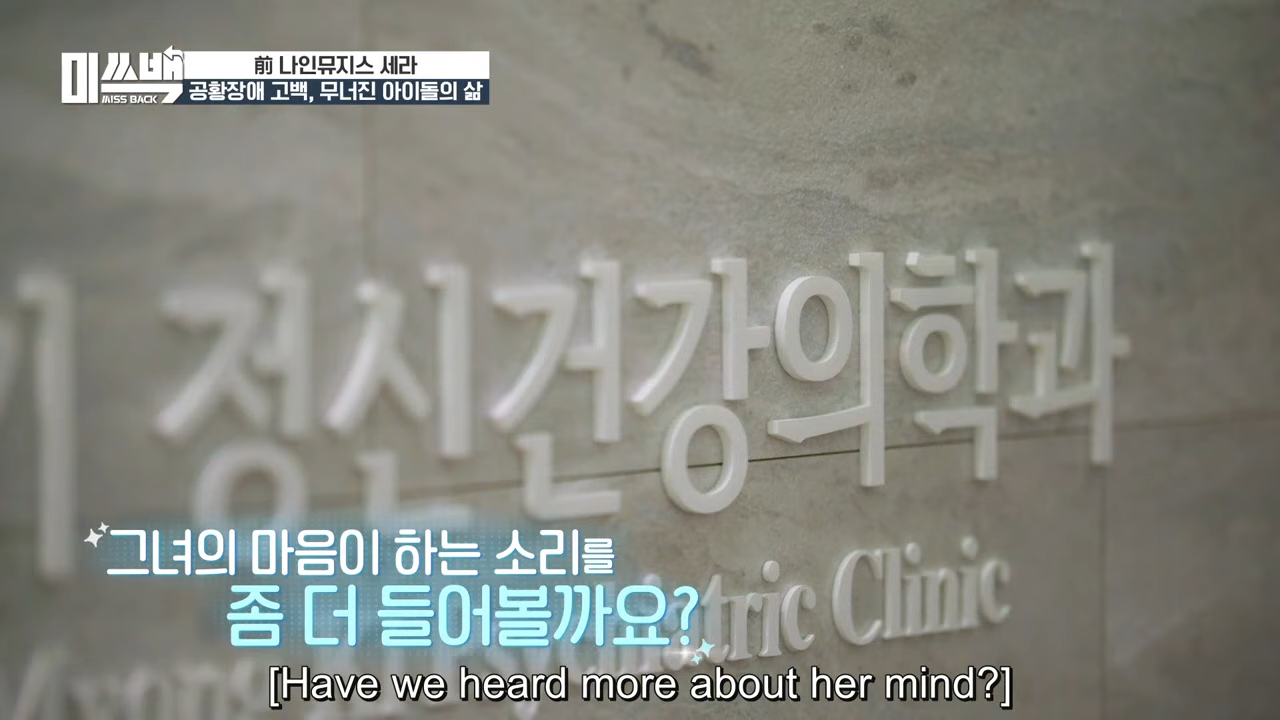 미쓰백
MISS BACK
前 나인뮤지스 세라
공황장애 고백, 무너진 아이돌의 삶
정신건강의학과
Clinic
그녀의 마음이 하는 소리를
좀 더 들어볼까요?
[Have we heard more about her mind?]